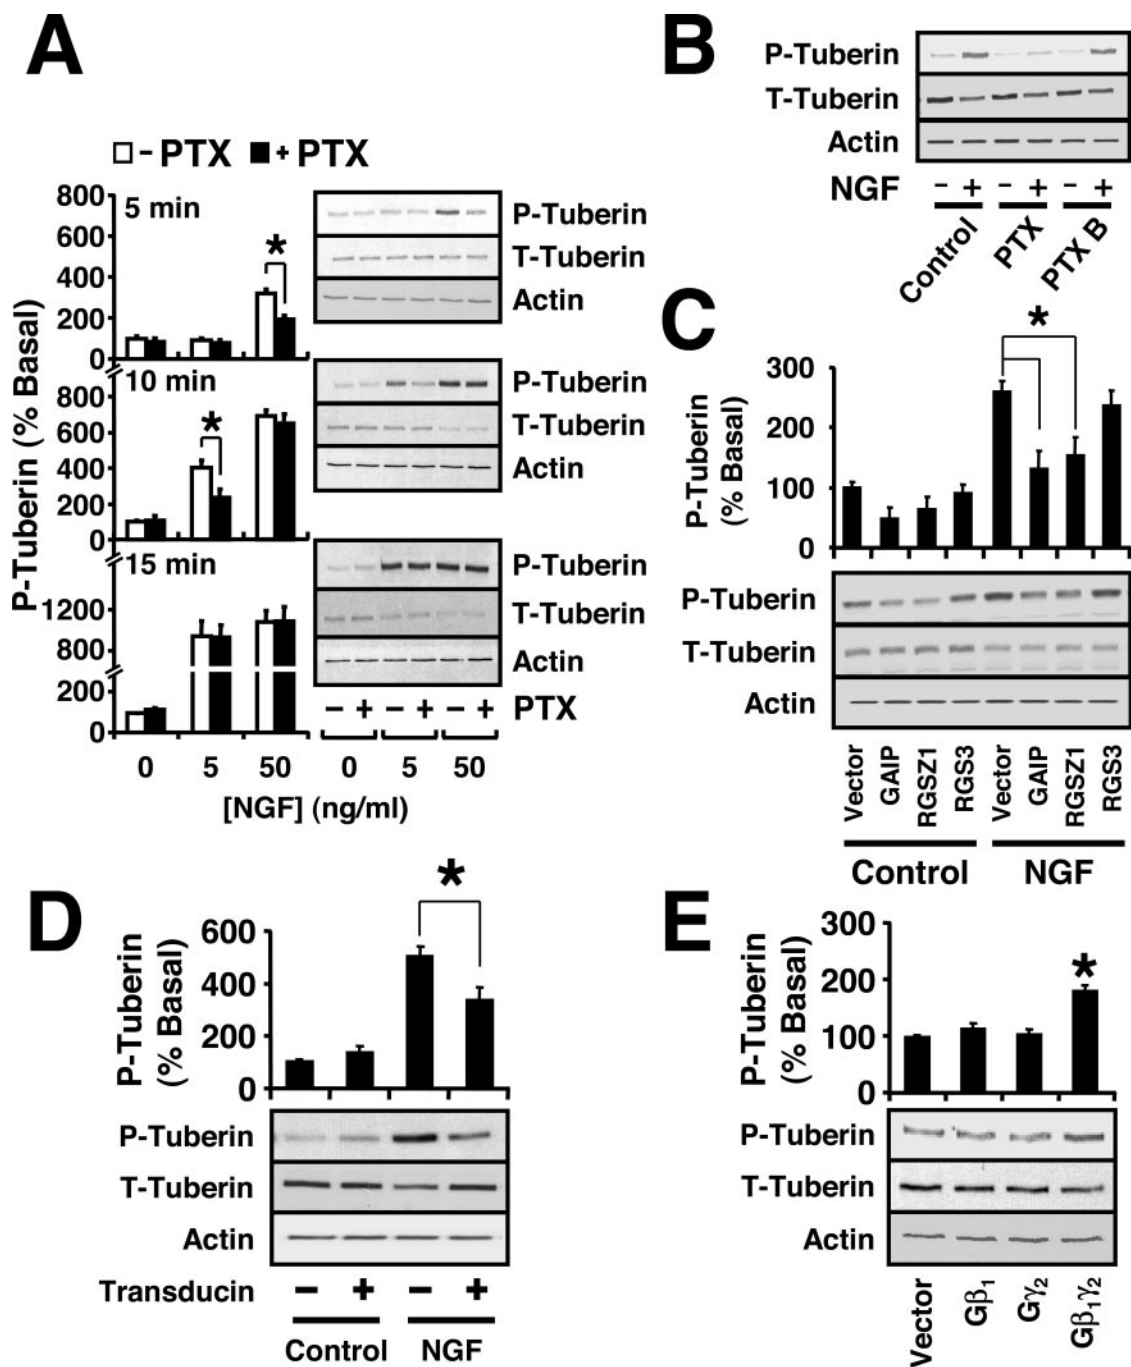 A
- PTX + PTX
5 min
*
800
600
400
200
0
P-Tuberin
T-Tuberin
Actin
10 min
*
800
600
400
200
0
P-Tuberin
T-Tuberin
Actin
15 min
1200
800
200
0
P-Tuberin
T-Tuberin
Actin
P-Tuberin (% Basal)
- + - + - + PTX
0 5 50 0 5 50
[NGF] (ng/ml)
B
P-Tuberin
T-Tuberin
Actin
NGF - + - + - +
Control PTX PTX B
C
*
300
200
100
0
P-Tuberin
(% Basal)
P-Tuberin
T-Tuberin
Actin
Vector GAIP RGSZ1 RGS3 Vector GAIP RGSZ1 RGS3
Control NGF
D
*
600
400
200
0
P-Tuberin
(% Basal)
P-Tuberin
T-Tuberin
Actin
Transducin - + - +
Control NGF
E
*
300
200
100
0
P-Tuberin
(% Basal)
P-Tuberin
T-Tuberin
Actin
Vector Gβ₁ Gγ₂ Gβ₁γ₂